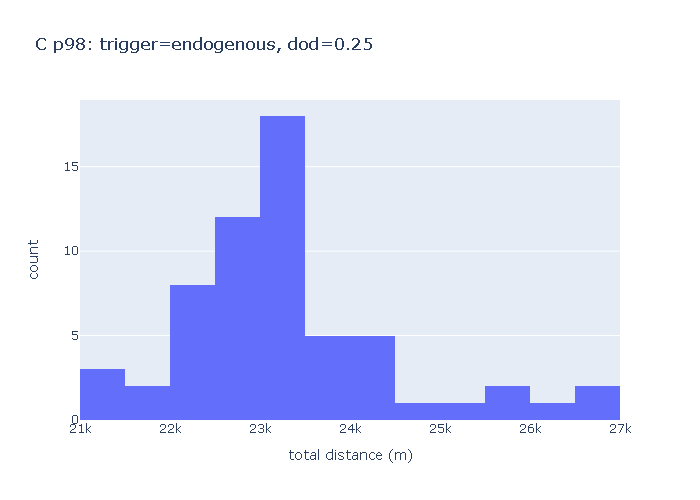 C p98: trigger=endogenous, dod=0.25
15
10
5
0
21k 22k 23k 24k 25k 26k 27k
count
total distance (m)